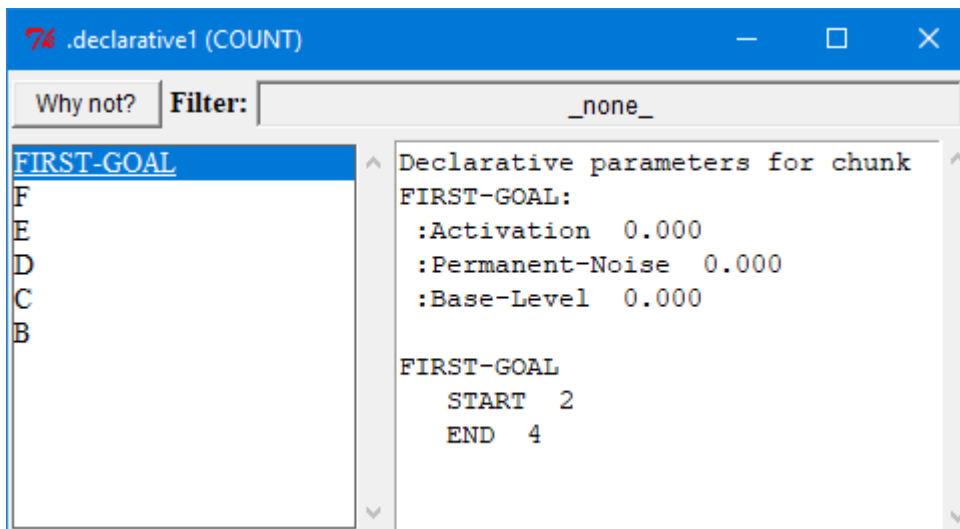 .declarative1 (COUNT)
Why not? Filter: _none_
FIRST-GOAL
F
E
D
C
B
Declarative parameters for chunk
FIRST-GOAL:
:Activation 0.000
:Permanent-Noise 0.000
:Base-Level 0.000
FIRST-GOAL
START 2
END 4